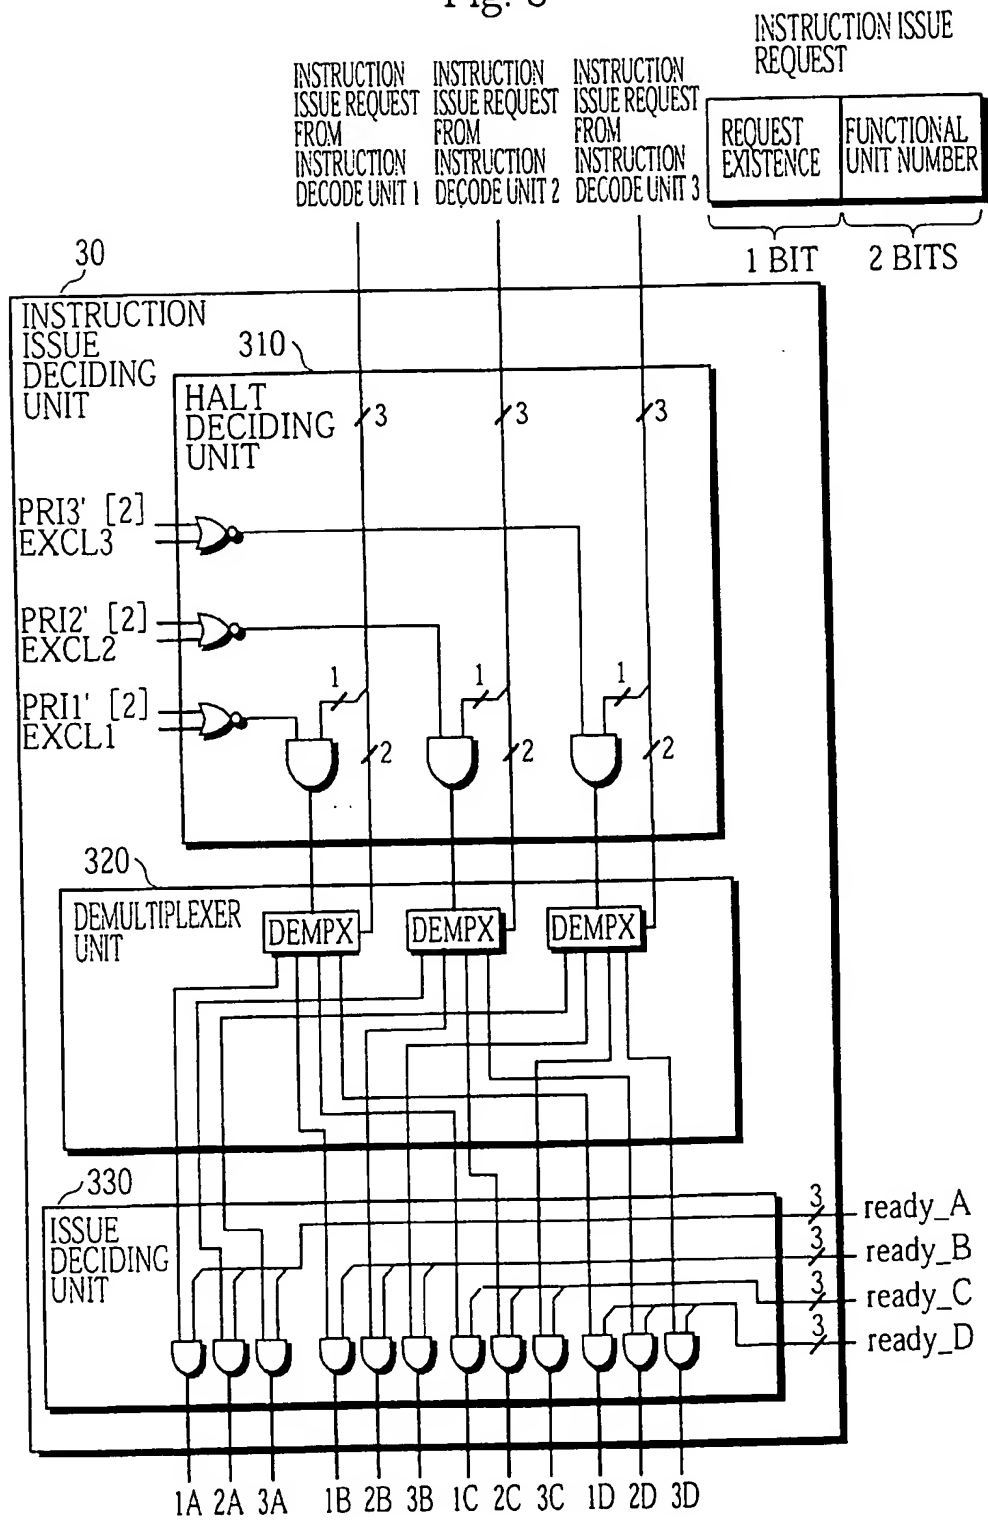 INSTRUCTION ISSUE
REQUEST
REQUEST
EXISTENCE
FUNCTIONAL
UNIT NUMBER
1 BIT
2 BITS
INSTRUCTION
ISSUE REQUEST
FROM
INSTRUCTION
DECODE UNIT 1
INSTRUCTION
ISSUE REQUEST
FROM
INSTRUCTION
DECODE UNIT 2
INSTRUCTION
ISSUE REQUEST
FROM
INSTRUCTION
DECODE UNIT 3
30
INSTRUCTION
ISSUE
DECIDING
UNIT
310
HALT
DECIDING
UNIT
3
3
3
PRI3' [2]
EXCL3
PRI2' [2]
EXCL2
PRI1' [2]
EXCL1
1
1
1
2
2
2
320
DEMULTIPLEXER
UNIT
DEMPX
DEMPX
DEMPX
330
ISSUE
DECIDING
UNIT
3
ready_A
3
ready_B
3
ready_C
3
ready_D
1A 2A 3A 1B 2B 3B 1C 2C 3C 1D 2D 3D